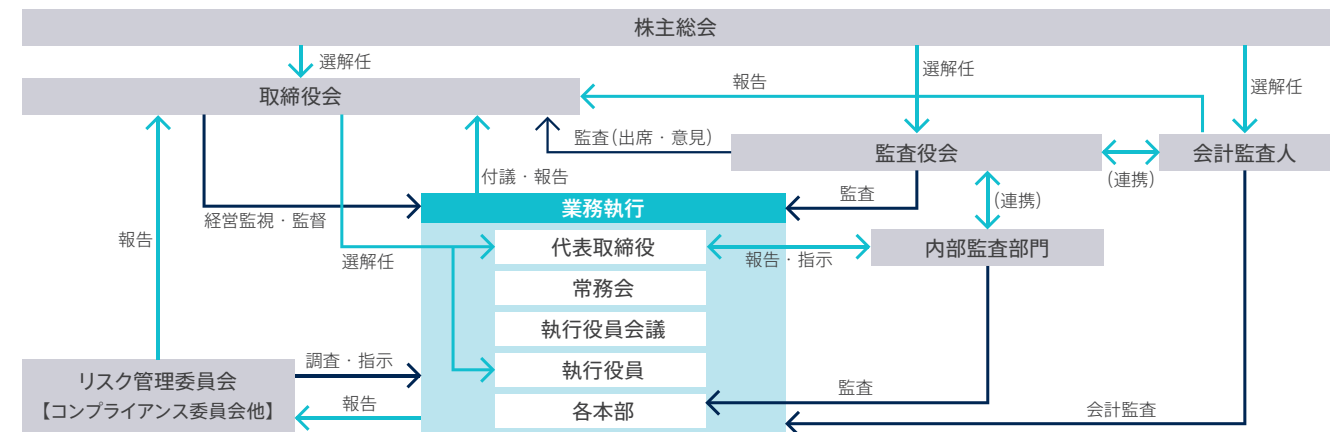 株主総会
選解任
選解任
選解任
報告
取締役会
監査(出席・意見)
監査役会
会計監査人
(連携)
付議・報告
監査
(連携)
業務執行
経営監視・監督
報告
代表取締役
報告・指示
内部監査部門
選解任
常務会
執行役員会議
調査・指示
執行役員
リスク管理委員会
【コンプライアンス委員会他】
報告
各本部
監査
会計監査